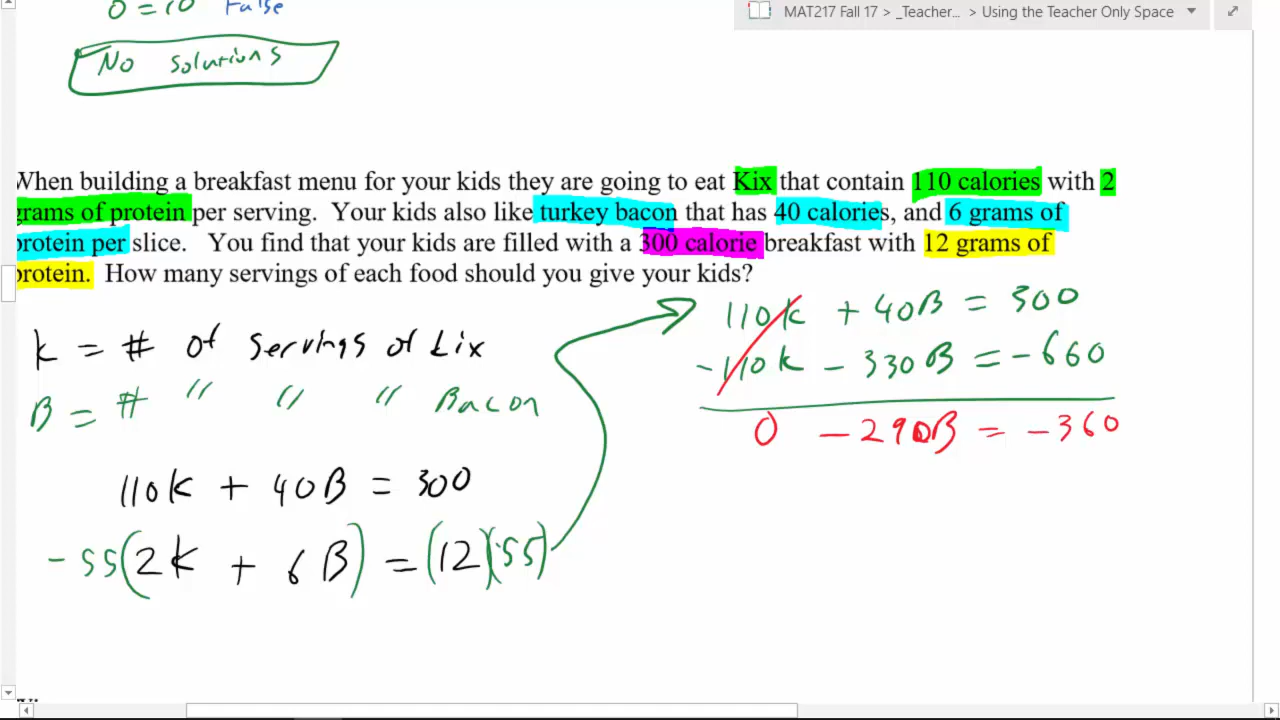 0 = 10 False
MAT217 Fall 17 > _Teacher... > Using the Teacher Only Space
No solutions
When building a breakfast menu for your kids they are going to eat Kix that contain 110 calories with 2
grams of protein per serving. Your kids also like turkey bacon that has 40 calories, and 6 grams of
protein per slice. You find that your kids are filled with a 300 calorie breakfast with 12 grams of
protein. How many servings of each food should you give your kids?
k = # of servings of kix
B = # " " " Bacon
110K + 40B = 300
-55(2K + 6B) = (12)(-55)
110k + 40B = 300
-110k - 330B = -660
0 - 290B = -360